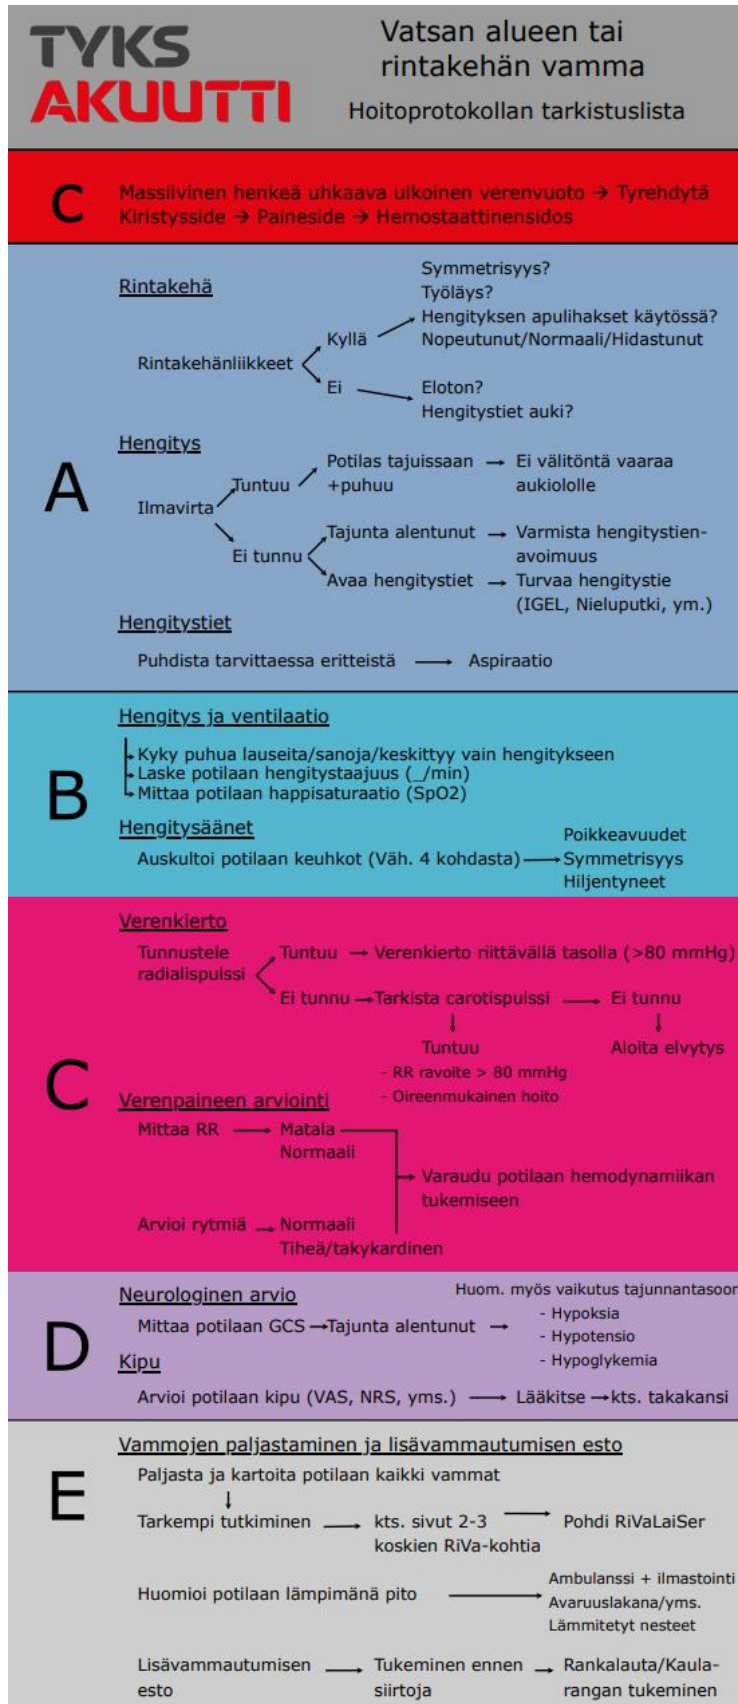 TYKS
AKUUTTI
Vatsan alueen tai
rintakehän vamma
Hoitoprotokollan tarkistuslista
C
Massiivinen henkeä uhkaava ulkoinen verenvuoto → Tyrehdytä
Kiristysside → Paineside → Hemostaattinensidos
A
Rintakehä
Rintakehänliikkeet
Kyllä
Symmetrisyys?
Työläys?
Hengityksen apulihakset käytössä?
Nopeutunut/Normaali/Hidastunut
Ei
Eloton?
Hengitystiet auki?
Hengitys
Ilmavirta
Tuntuu
Potilas tajuissaan
+puhuu
Ei välitöntä vaaraa
aukiololle
Ei tunnu
Tajunta alentunut
Varmista hengitystien-
avoimuus
Avaa hengitystiet
Turvaa hengitystie
(IGEL, Nieluputki, ym.)
Hengitystiet
Puhdista tarvittaessa eritteistä
Aspiraatio
B
Hengitys ja ventilaatio
Kyky puhua lauseita/sanoja/keskittyy vain hengitykseen
Laske potilaan hengitystaajuus (_/min)
Mittaa potilaan happisaturaatio (SpO2)
Hengitysäänet
Auskultoi potilaan keuhkot (Väh. 4 kohdasta)
Poikkeavuudet
Symmetrisyys
Hiljentyneet
C
Verenkierto
Tunnustele
radialispulssi
Tuntuu
Verenkierto riittävällä tasolla (>80 mmHg)
Ei tunnu
Tarkista carotispulssi
Ei tunnu
Tuntuu
- RR ravoite > 80 mmHg
- Oireenmukainen hoito
Aloita elvytys
Verenpaineen arviointi
Mittaa RR
Matala
Normaali
Varaudu potilaan hemodynamiikan
tukemiseen
Arvioi rytmiä
Normaali
Tiheä/takykardinen
D
Neurologinen arvio
Mittaa potilaan GCS
Tajunta alentunut
Huom. myös vaikutus tajunnantasoon
- Hypoksia
- Hypotensio
- Hypoglykemia
Kipu
Arvioi potilaan kipu (VAS, NRS, yms.)
Lääkitse
kts. takakansi
E
Vammojen paljastaminen ja lisävammautumisen esto
Paljasta ja kartoita potilaan kaikki vammat
Tarkempi tutkiminen
kts. sivut 2-3
koskien RiVa-kohtia
Pohdi RiVaLaiSer
Huomioi potilaan lämpimänä pito
Ambulanssi + ilmastointi
Avaruuslakana/yms.
Lämmitetyt nesteet
Lisävammautumisen
esto
Tukeminen ennen
siirtoja
Rankalauta/Kaula-
rangan tukeminen